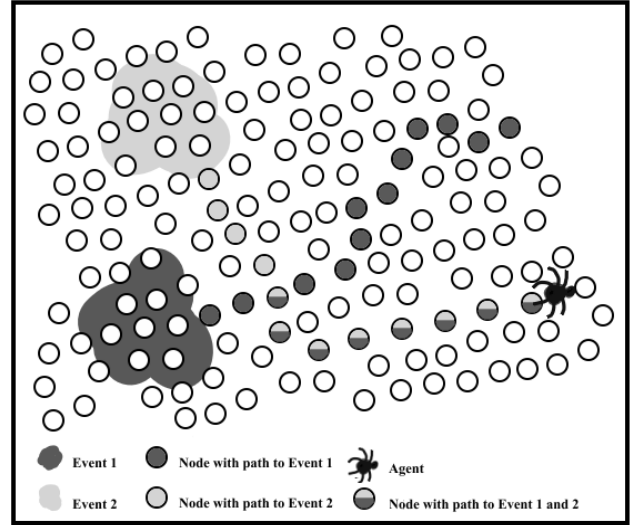 Event 1
Node with path to Event 1
Agent
Event 2
Node with path to Event 2
Node with path to Event 1 and 2